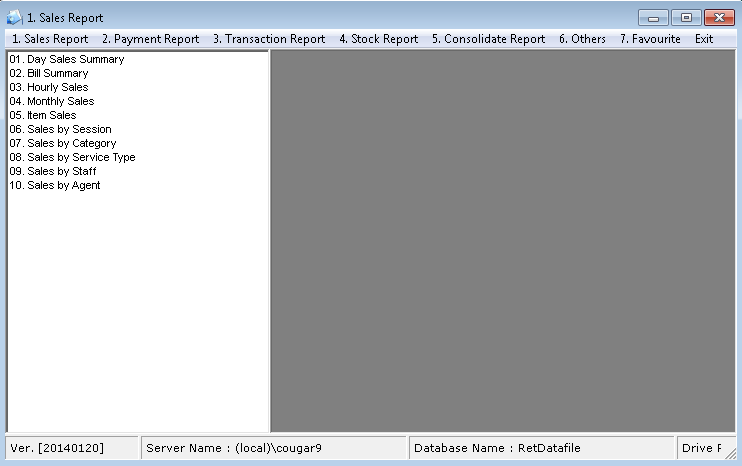 1. Sales Report
1. Sales Report 2. Payment Report 3. Transaction Report 4. Stock Report 5. Consolidate Report 6. Others 7. Favourite Exit
01. Day Sales Summary
02. Bill Summary
03. Hourly Sales
04. Monthly Sales
05. Item Sales
06. Sales by Session
07. Sales by Category
08. Sales by Service Type
09. Sales by Staff
10. Sales by Agent
Ver. [20140120] Server Name : (local)\cougar9 Database Name : RetDatafile Drive